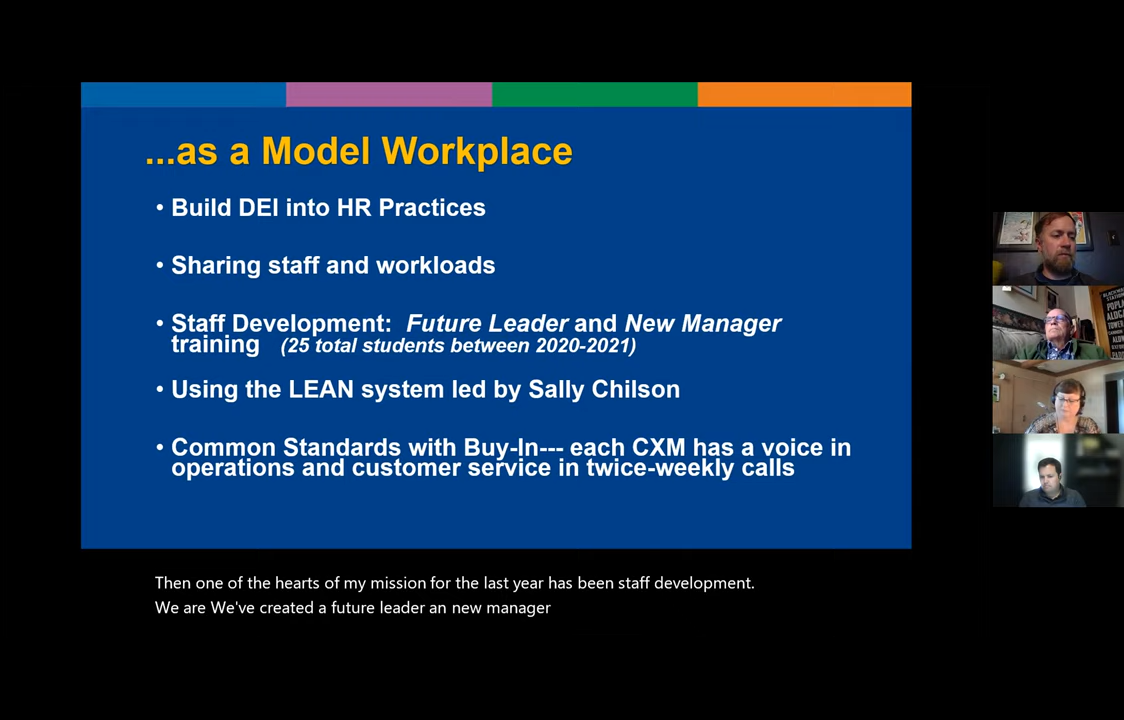 ...as a Model Workplace
• Build DEI into HR Practices
• Sharing staff and workloads
• Staff Development: Future Leader and New Manager
training (25 total students between 2020-2021)
• Using the LEAN system led by Sally Chilson
• Common Standards with Buy-In--- each CXM has a voice in
operations and customer service in twice-weekly calls
Then one of the hearts of my mission for the last year has been staff development.
We are We've created a future leader an new manager